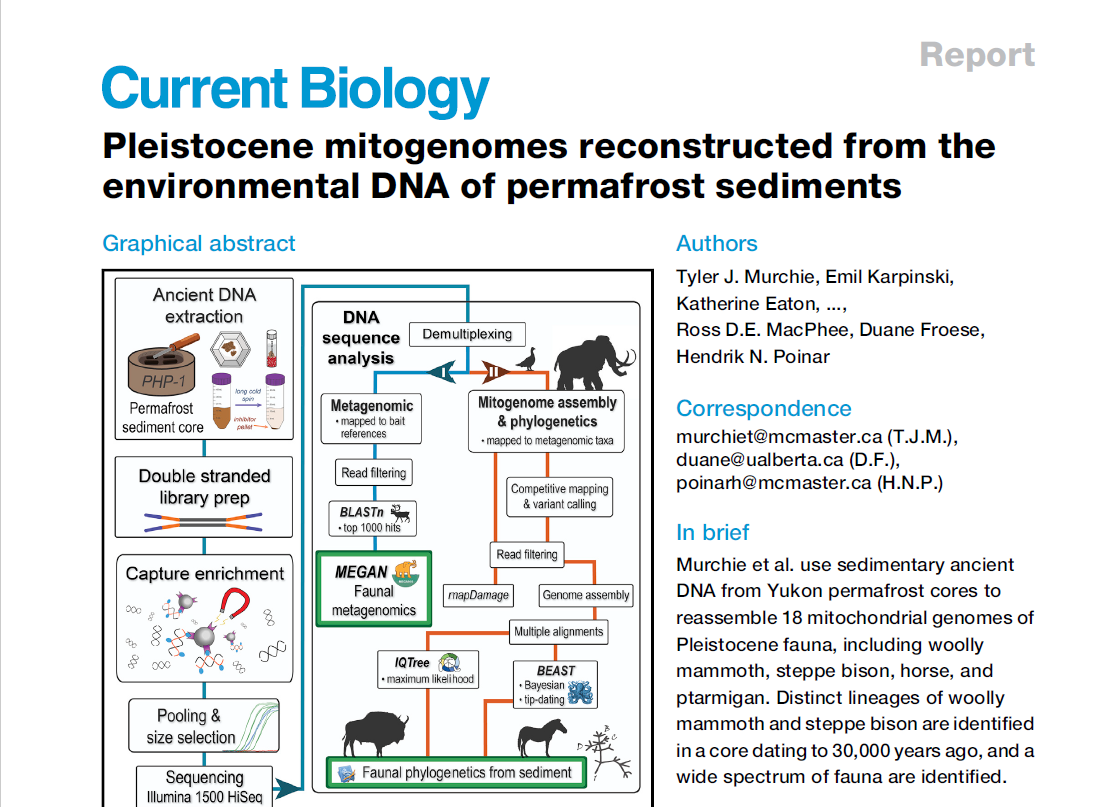 Report
Current Biology
Pleistocene mitogenomes reconstructed from the
environmental DNA of permafrost sediments
Graphical abstract
Ancient DNA
extraction
PHP-1
long cold
spin
inhibitor
pellet
Permafrost
sediment core
Double stranded
library prep
Capture enrichment
Pooling &
size selection
Sequencing
Illumina 1500 HiSeq
DNA
sequence
analysis
Demultiplexing
I
II
Metagenomic
• mapped to bait
references
Read filtering
BLASTn
• top 1000 hits
MEGAN
Faunal
metagenomics
Mitogenome assembly
& phylogenetics
• mapped to metagenomic taxa
Competitive mapping
& variant calling
Read filtering
mapDamage
Genome assembly
Multiple alignments
IQTree
• maximum likelihood
BEAST
• Bayesian
• tip-dating
Faunal phylogenetics from sediment
Authors
Tyler J. Murchie, Emil Karpinski,
Katherine Eaton, ...,
Ross D.E. MacPhee, Duane Froese,
Hendrik N. Poinar
Correspondence
murchiet@mcmaster.ca (T.J.M.),
duane@ualberta.ca (D.F.),
poinarh@mcmaster.ca (H.N.P.)
In brief
Murchie et al. use sedimentary ancient
DNA from Yukon permafrost cores to
reassemble 18 mitochondrial genomes of
Pleistocene fauna, including woolly
mammoth, steppe bison, horse, and
ptarmigan. Distinct lineages of woolly
mammoth and steppe bison are identified
in a core dating to 30,000 years ago, and a
wide spectrum of fauna are identified.